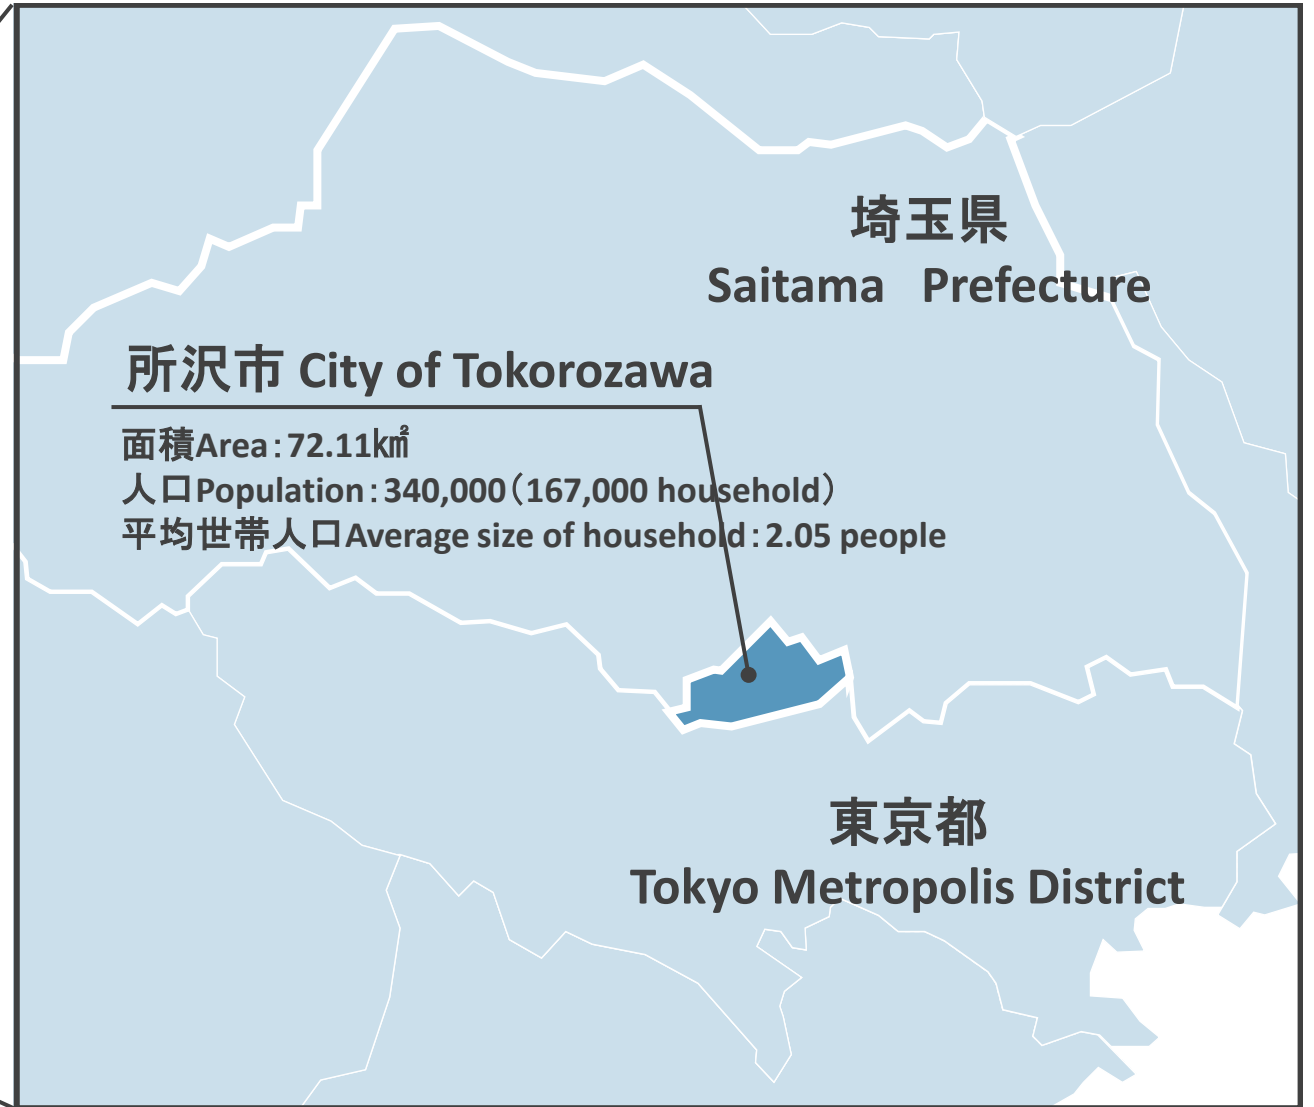 埼玉県
Saitama Prefecture
所沢市 City of Tokorozawa
面積Area：72.11k㎡
人口Population：340,000（167,000 household）
平均世帯人口Average size of household：2.05 people
東京都
Tokyo Metropolis District